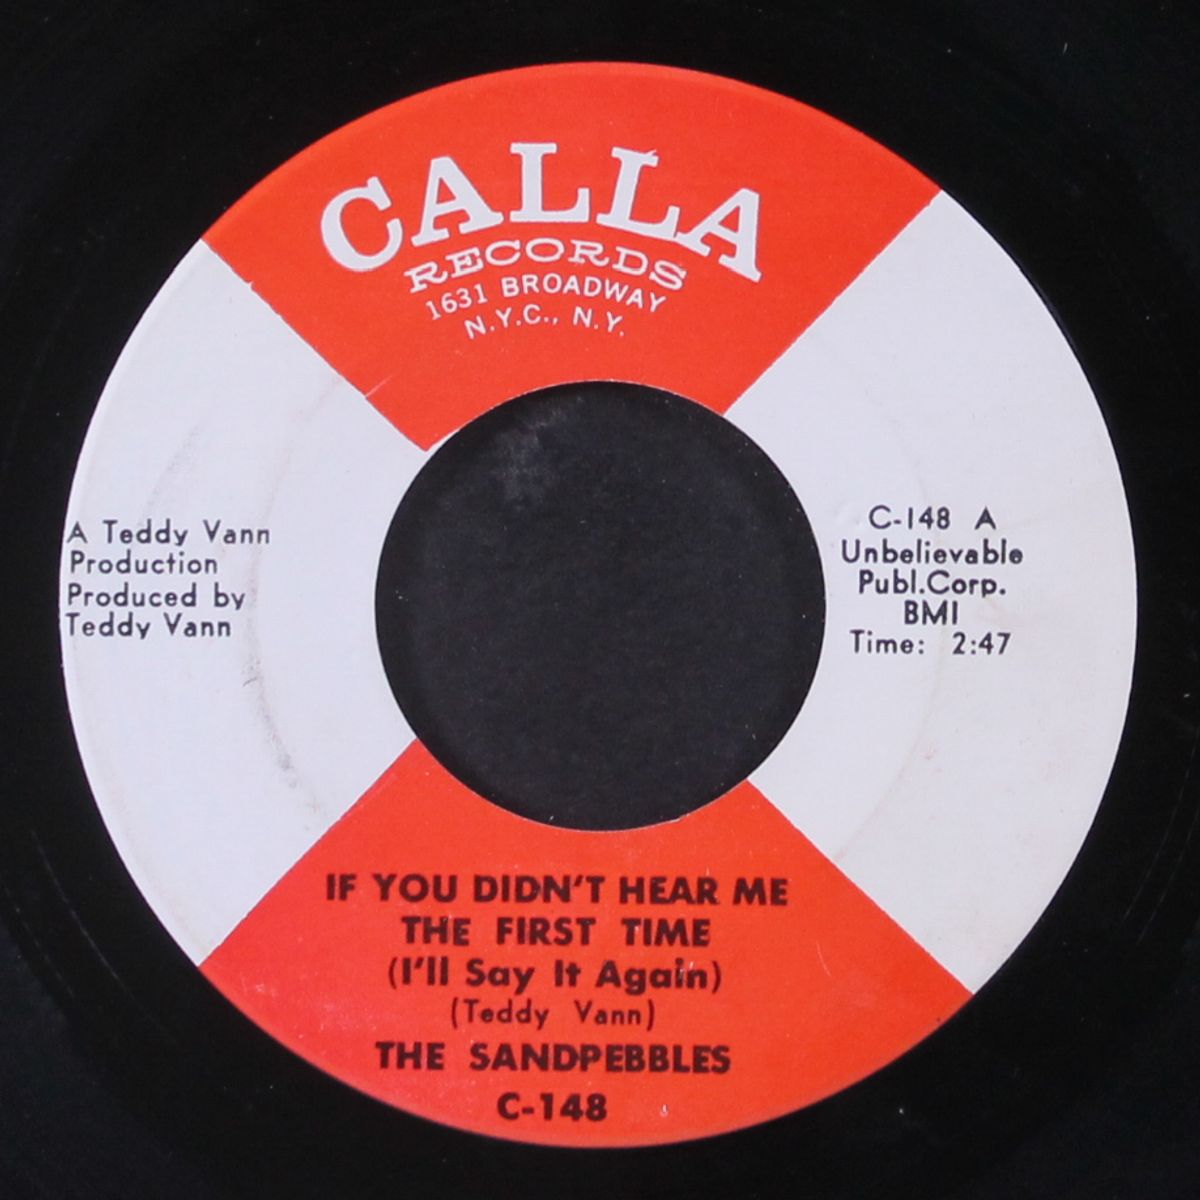 CALLA
RECORDS
1631 BROADWAY
N.Y.C., N.Y.
A Teddy Vann
Production
Produced by
Teddy Vann
C-148 A
Unbelievable
Publ.Corp.
BMI
Time: 2:47
IF YOU DIDN'T HEAR ME
THE FIRST TIME
(I'll Say It Again)
(Teddy Vann)
THE SANDPEBBLES
C-148